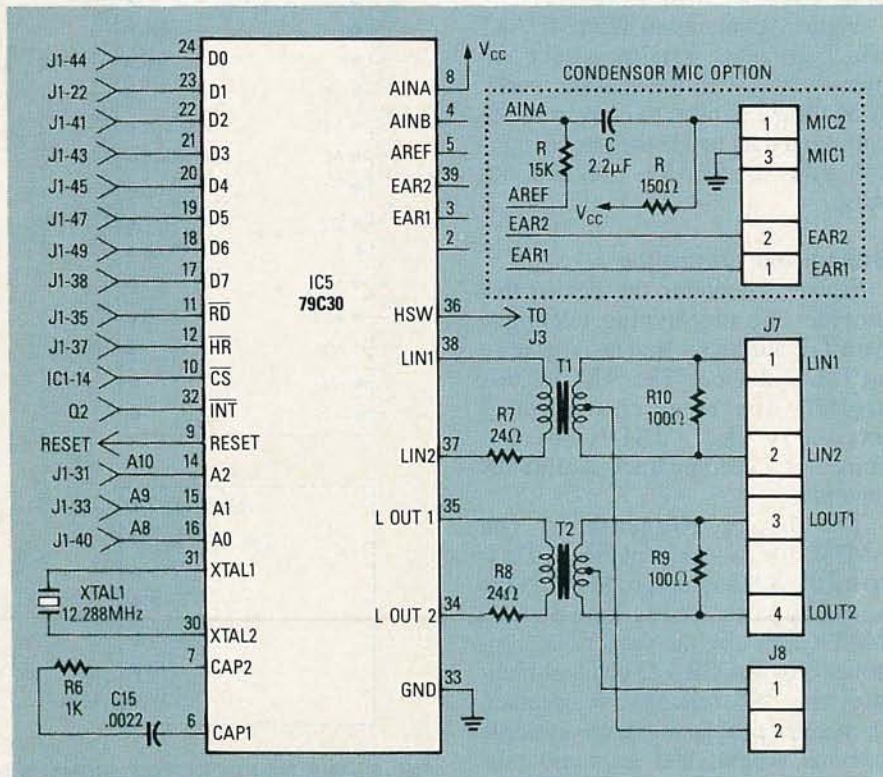 J1-44 24 D0
J1-22 23 D1
J1-41 22 D2
J1-43 21 D3
J1-45 20 D4
J1-47 19 D5
J1-49 18 D6
J1-38 17 D7
J1-35 11 RD
J1-37 12 HR
IC1-14 10 CS
Q2 32 INT
RESET 9 RESET
J1-31 A10 14 A2
J1-33 A9 15 A1
J1-40 A8 16 A0
31 XTAL1
XTAL1
12.288MHz
30 XTAL2
7 CAP2
R6
1K
C15
.0022
6 CAP1
IC5
79C30
VCC
AINA 8
AINB 4
AREF 5
EAR2 39
EAR1 3
2
HSW 36
TO
J3
LIN1 38
LIN2 37
L OUT 1 35
L OUT 2 34
GND 33
CONDENSOR MIC OPTION
AINA
C
2.2µF
R
15K
R
150Ω
AREF
VCC
EAR2
EAR1
1 MIC2
3 MIC1
2 EAR2
1 EAR1
T1
R7
24Ω
R10
100Ω
T2
R8
24Ω
R9
100Ω
J7
1 LIN1
2 LIN2
3 LOUT1
4 LOUT2
J8
1
2